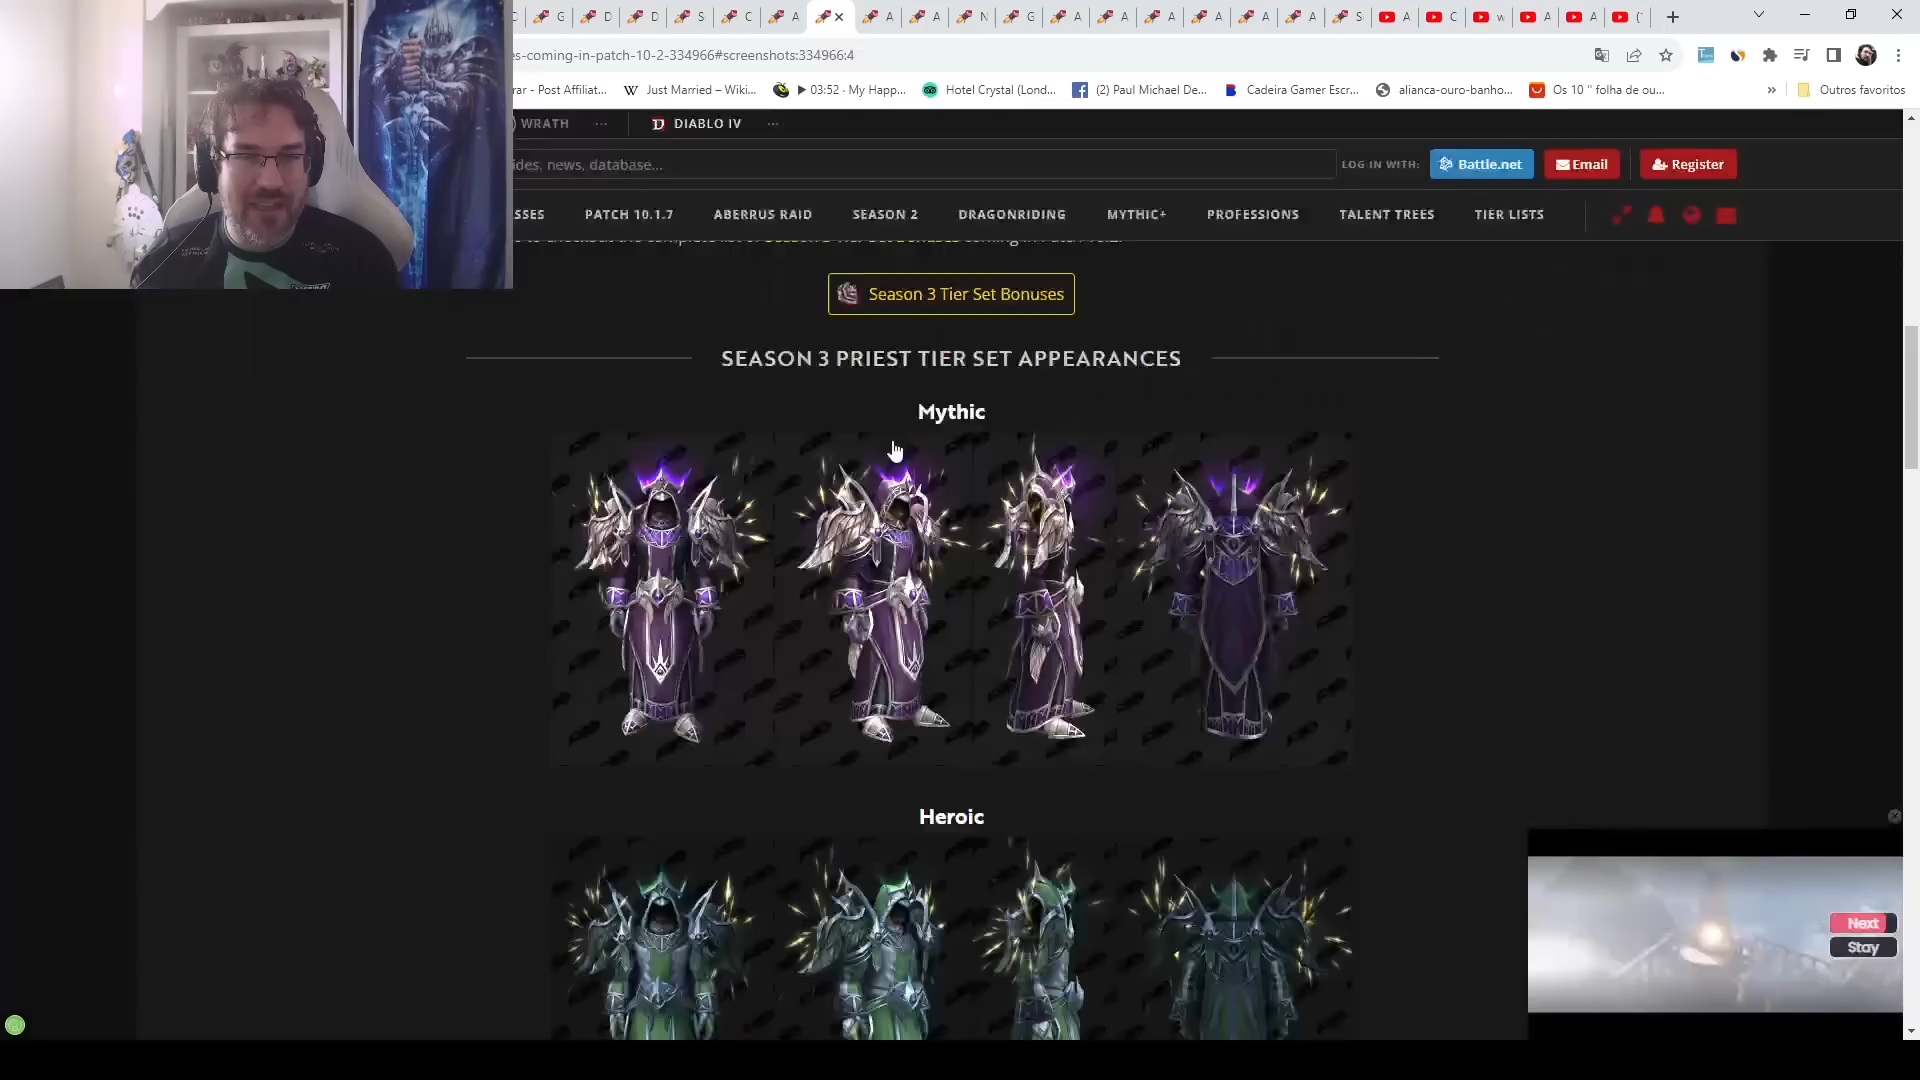 C G D D S C A A A N G A A A A A A S A C w A A (
es-coming-in-patch-10-2-334966#screenshots:334966:4
rar - Post Affiliat... W Just Married – Wiki... ▶ 03:52 · My Happ... Hotel Crystal (Lond... (2) Paul Michael De... Cadeira Gamer Escr... alianca-ouro-banho... Os 10 " folha de ou... » Outros favoritos
WRATH ... DIABLO IV ...
ides, news, database... LOG IN WITH: Battle.net Email Register
SSES PATCH 10.1.7 ABERRUS RAID SEASON 2 DRAGONRIDING MYTHIC+ PROFESSIONS TALENT TREES TIER LISTS
Season 3 Tier Set Bonuses
SEASON 3 PRIEST TIER SET APPEARANCES
Mythic
Heroic
Next
Stay